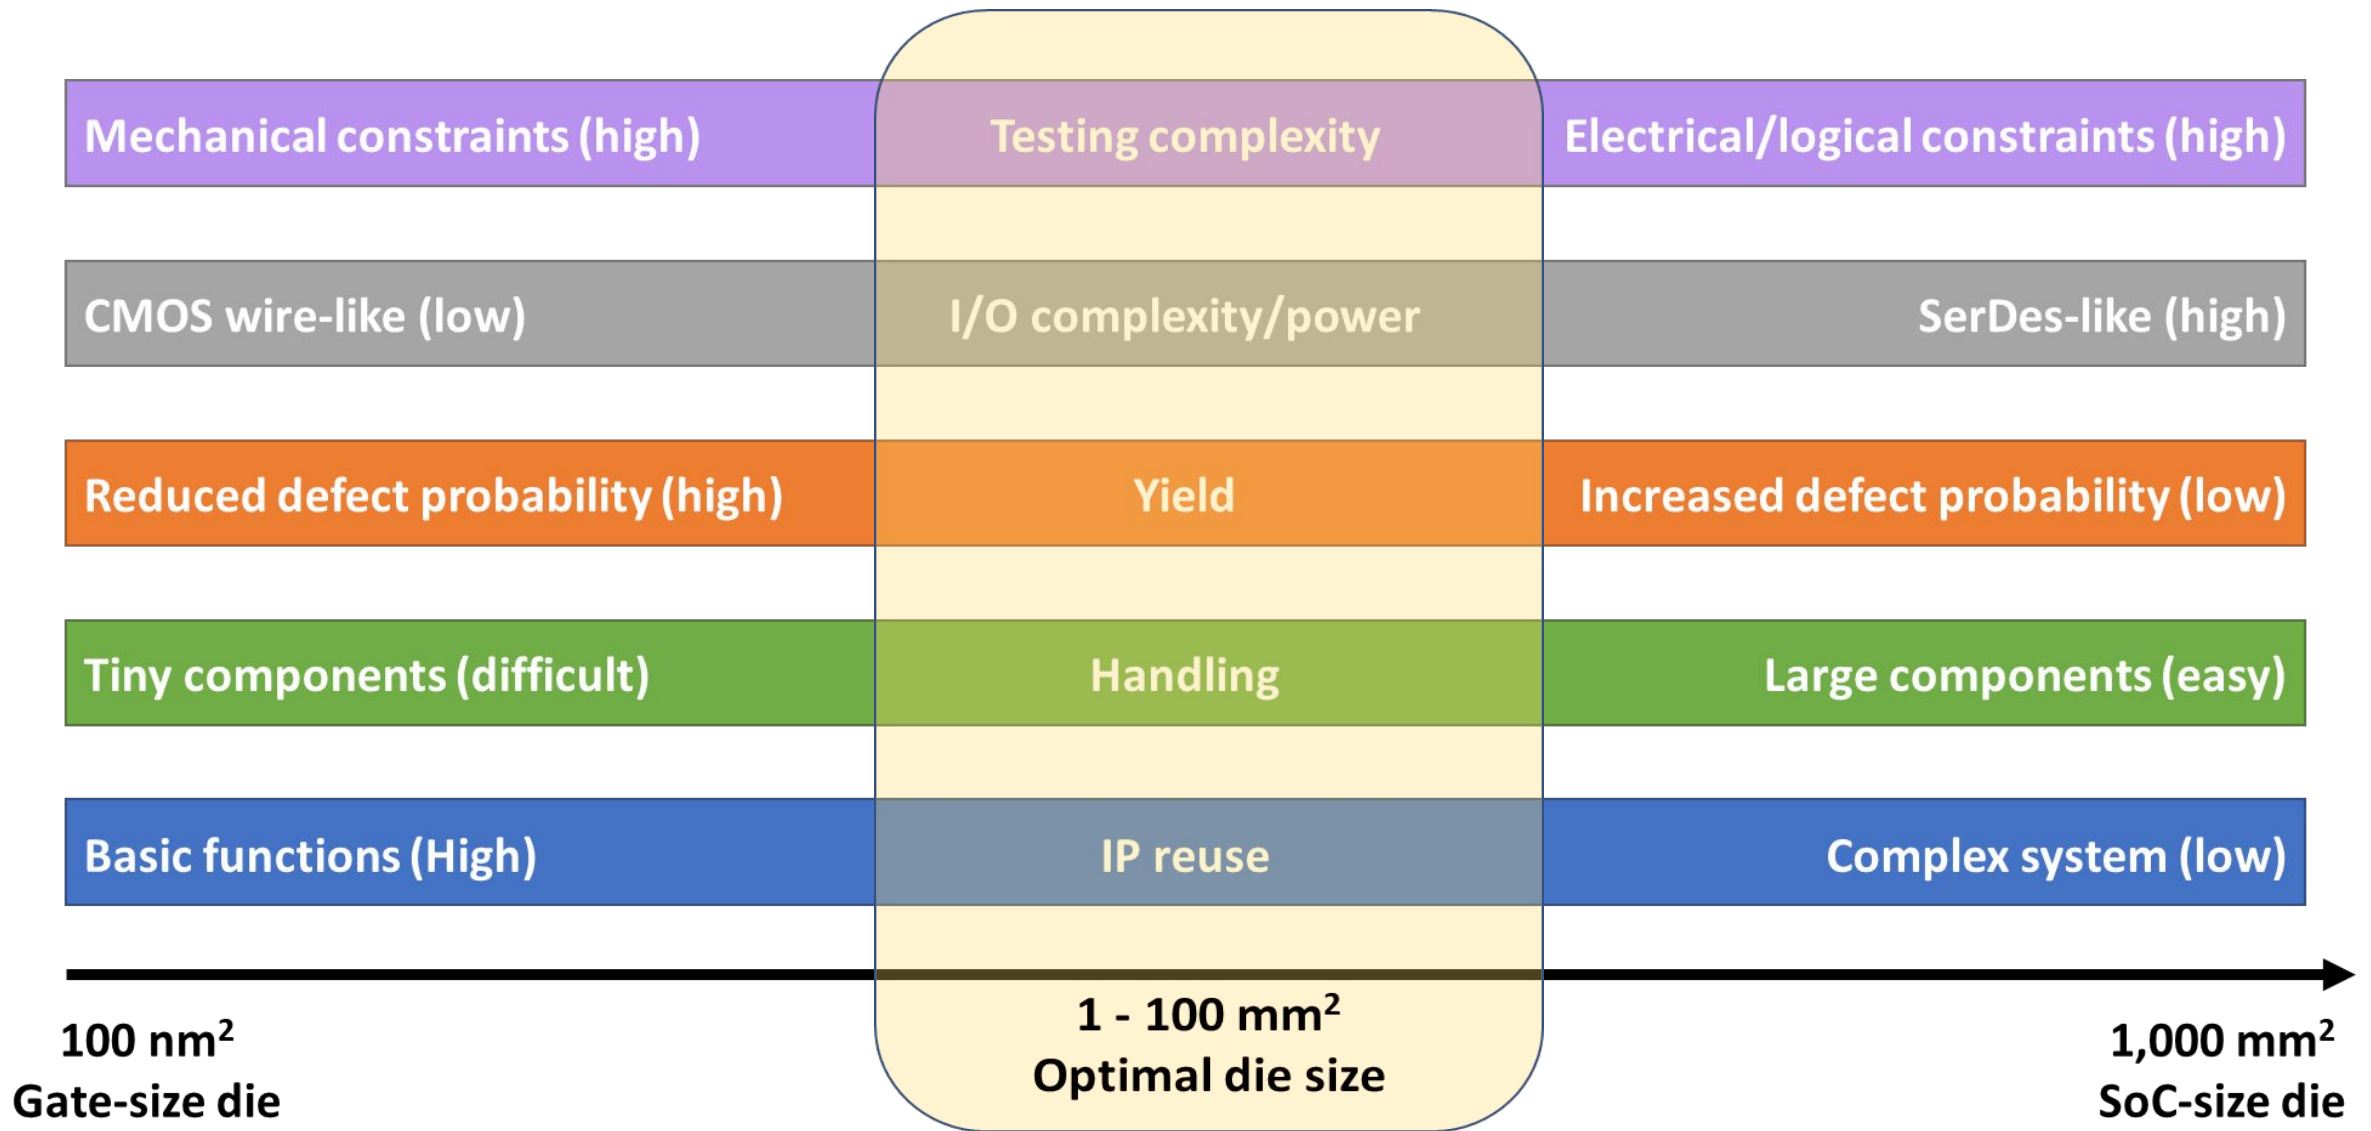 Mechanical constraints (high) Testing complexity Electrical/logical constraints (high)
CMOS wire-like (low) I/O complexity/power SerDes-like (high)
Reduced defect probability (high) Yield Increased defect probability (low)
Tiny components (difficult) Handling Large components (easy)
Basic functions (High) IP reuse Complex system (low)
100 nm²
Gate-size die
1 - 100 mm²
Optimal die size
1,000 mm²
SoC-size die